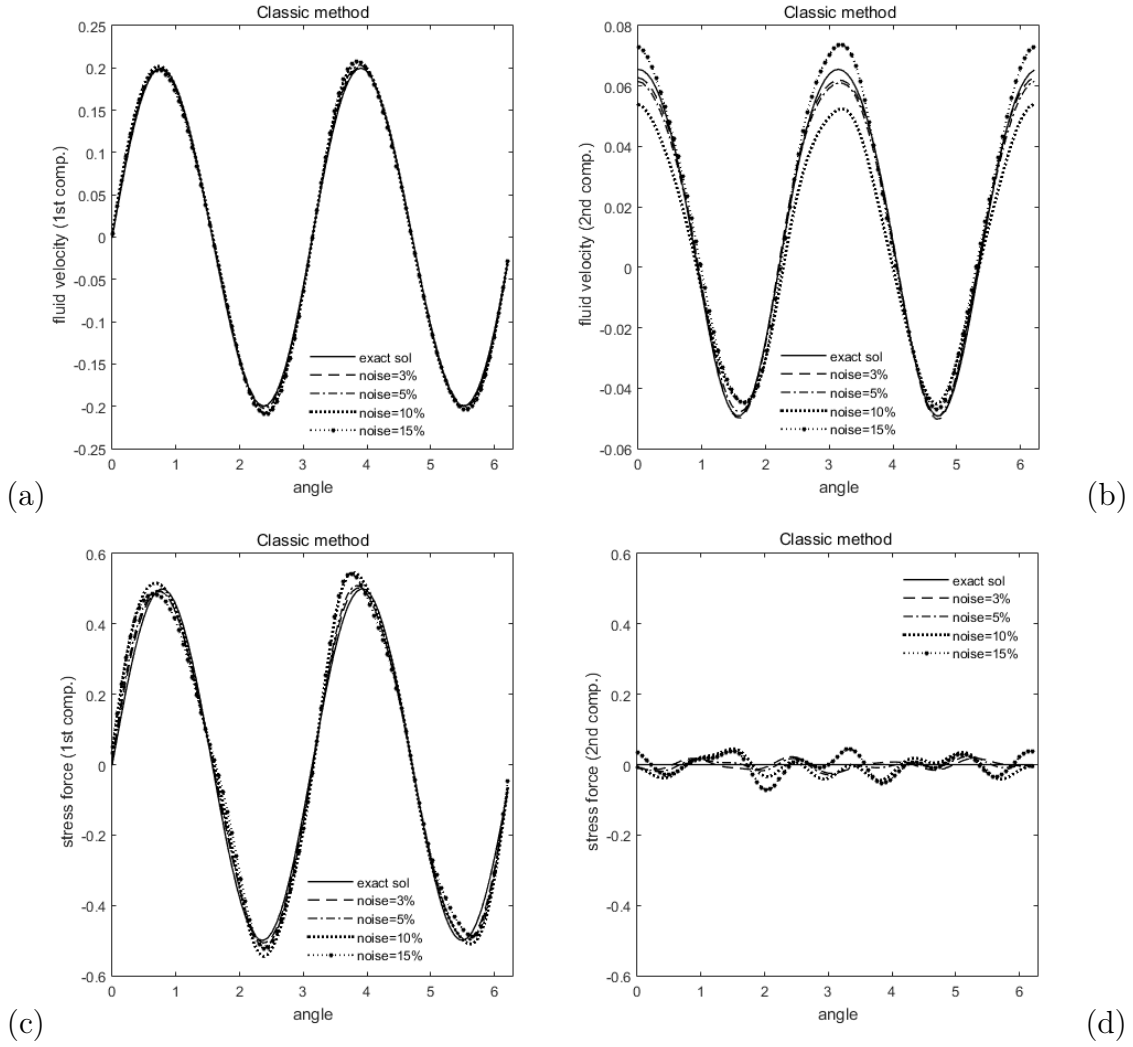 Classic method
0.25
0.2
0.15
0.1
0.05
0
-0.05
-0.1
-0.15
-0.2
-0.25
fluid velocity (1st comp.)
exact sol
noise=3%
noise=5%
noise=10%
noise=15%
0 1 2 3 4 5 6
angle
(a)
Classic method
0.08
0.06
0.04
0.02
0
-0.02
-0.04
-0.06
fluid velocity (2nd comp.)
exact sol
noise=3%
noise=5%
noise=10%
noise=15%
0 1 2 3 4 5 6
angle
(b)
Classic method
0.6
0.4
0.2
0
-0.2
-0.4
-0.6
stress force (1st comp.)
exact sol
noise=3%
noise=5%
noise=10%
noise=15%
0 1 2 3 4 5 6
angle
(c)
Classic method
0.6
0.4
0.2
0
-0.2
-0.4
-0.6
stress force (2nd comp.)
exact sol
noise=3%
noise=5%
noise=10%
noise=15%
0 1 2 3 4 5 6
angle
(d)